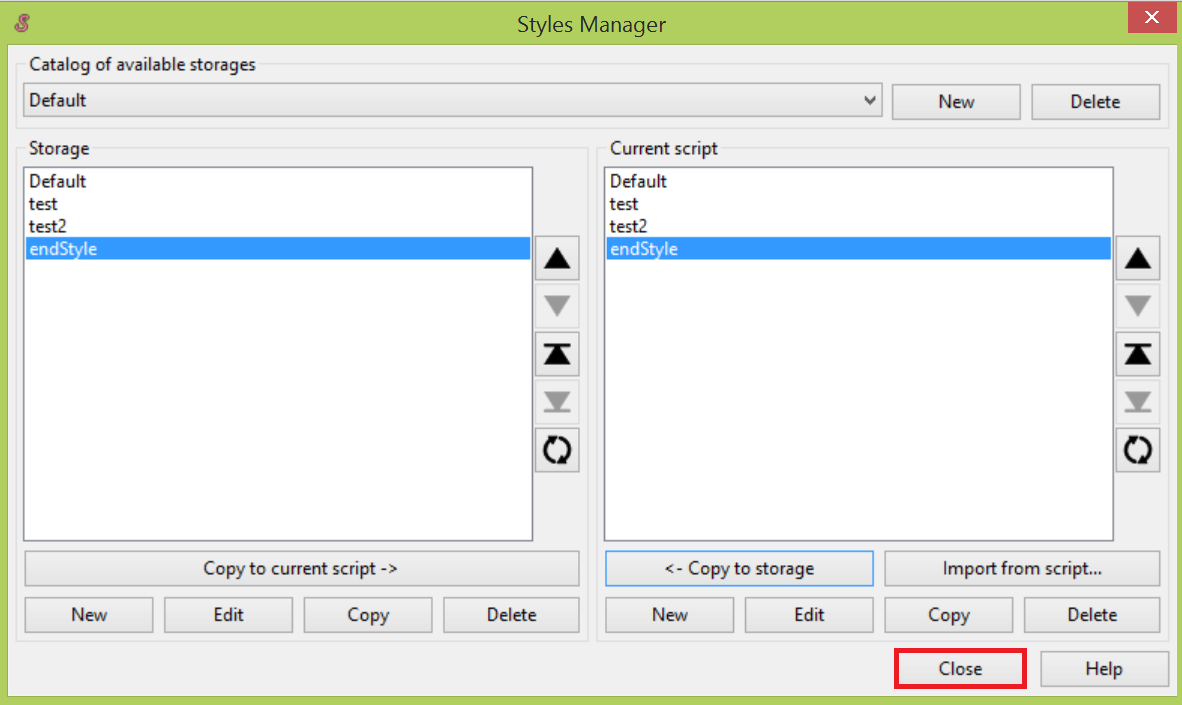 Styles Manager
Catalog of available storages
Default
New
Delete
Storage
Default
test
test2
endStyle
Copy to current script ->
New
Edit
Copy
Delete
Current script
Default
test
test2
endStyle
<- Copy to storage
Import from script...
New
Edit
Copy
Delete
Close
Help